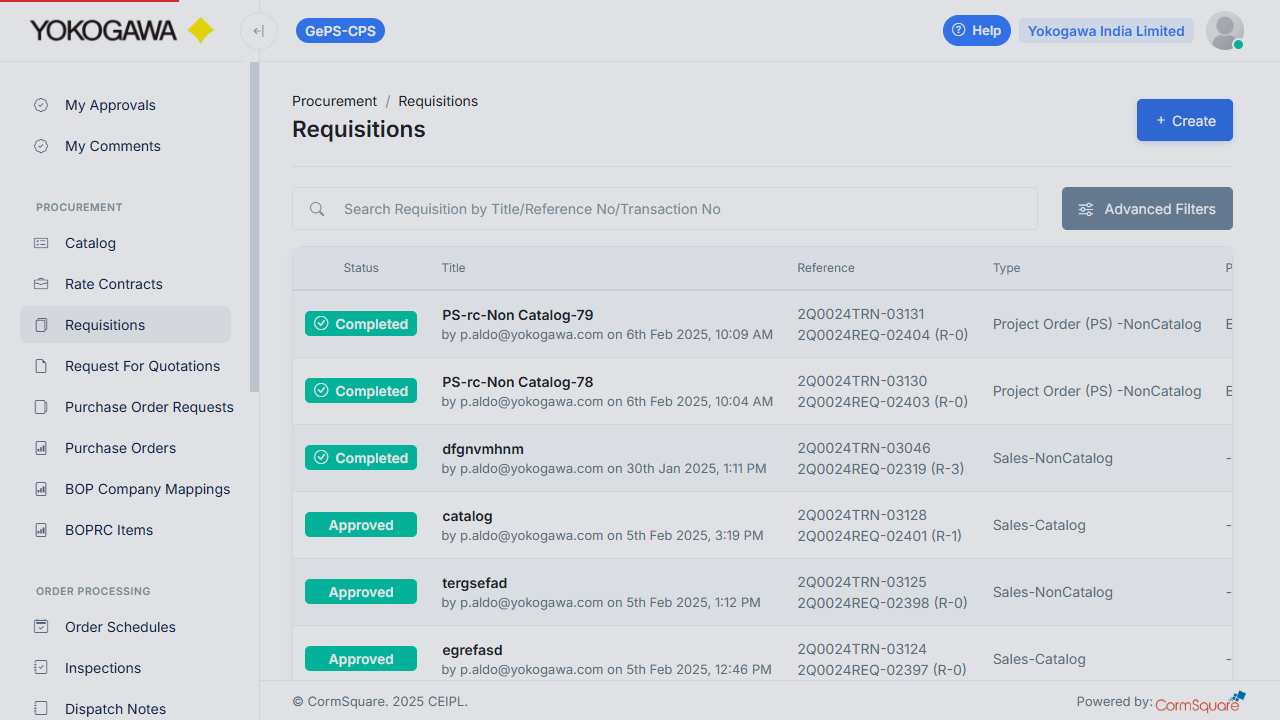 YOKOGAWA
GePS-CPS
Help
Yokogawa India Limited
My Approvals
My Comments
PROCUREMENT
Catalog
Rate Contracts
Requisitions
Request For Quotations
Purchase Order Requests
Purchase Orders
BOP Company Mappings
BOPRC Items
ORDER PROCESSING
Order Schedules
Inspections
Dispatch Notes
Procurement / Requisitions
Requisitions
+ Create
Search Requisition by Title/Reference No/Transaction No
Advanced Filters
Status Title Reference Type P
Completed PS-rc-Non Catalog-79 2Q0024TRN-03131 Project Order (PS) -NonCatalog E
by p.aldo@yokogawa.com on 6th Feb 2025, 10:09 AM 2Q0024REQ-02404 (R-0)
Completed PS-rc-Non Catalog-78 2Q0024TRN-03130 Project Order (PS) -NonCatalog E
by p.aldo@yokogawa.com on 6th Feb 2025, 10:04 AM 2Q0024REQ-02403 (R-0)
Completed dfgnvmhnm 2Q0024TRN-03046 Sales-NonCatalog -
by p.aldo@yokogawa.com on 30th Jan 2025, 1:11 PM 2Q0024REQ-02319 (R-3)
Approved catalog 2Q0024TRN-03128 Sales-Catalog -
by p.aldo@yokogawa.com on 5th Feb 2025, 3:19 PM 2Q0024REQ-02401 (R-1)
Approved tergsefad 2Q0024TRN-03125 Sales-NonCatalog -
by p.aldo@yokogawa.com on 5th Feb 2025, 1:12 PM 2Q0024REQ-02398 (R-0)
Approved egrefasd 2Q0024TRN-03124 Sales-Catalog -
by p.aldo@yokogawa.com on 5th Feb 2025, 12:46 PM 2Q0024REQ-02397 (R-0)
© CormSquare. 2025 CEIPL.
Powered by: CormSquare